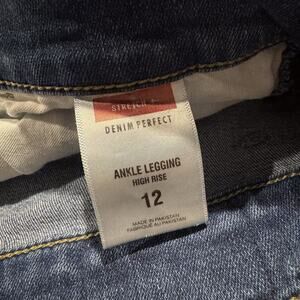 STRETCH
DENIM PERFECT
ANKLE LEGGING
HIGH RISE
12
MADE IN PAKISTAN
FABRIQUÉ AU PAKISTAN